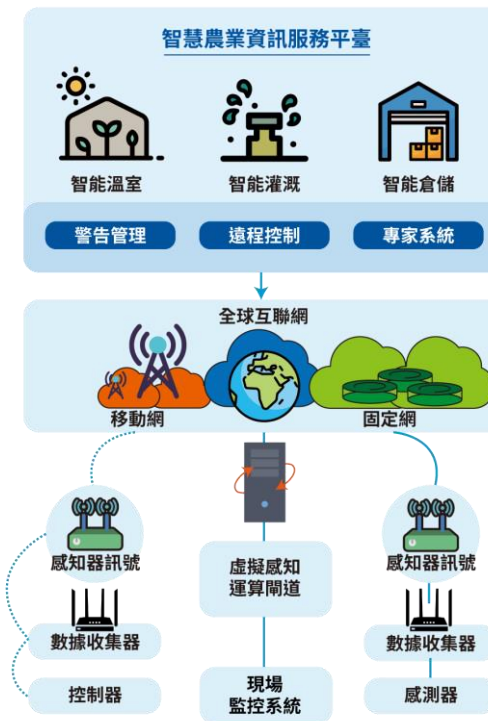 智慧農業資訊服務平臺
智能溫室
智能灌溉
智能倉儲
警告管理
遠程控制
專家系統
全球互聯網
移動網
固定網
感知器訊號
數據收集器
控制器
虛擬感知
運算閘道
現場
監控系統
感知器訊號
數據收集器
感測器